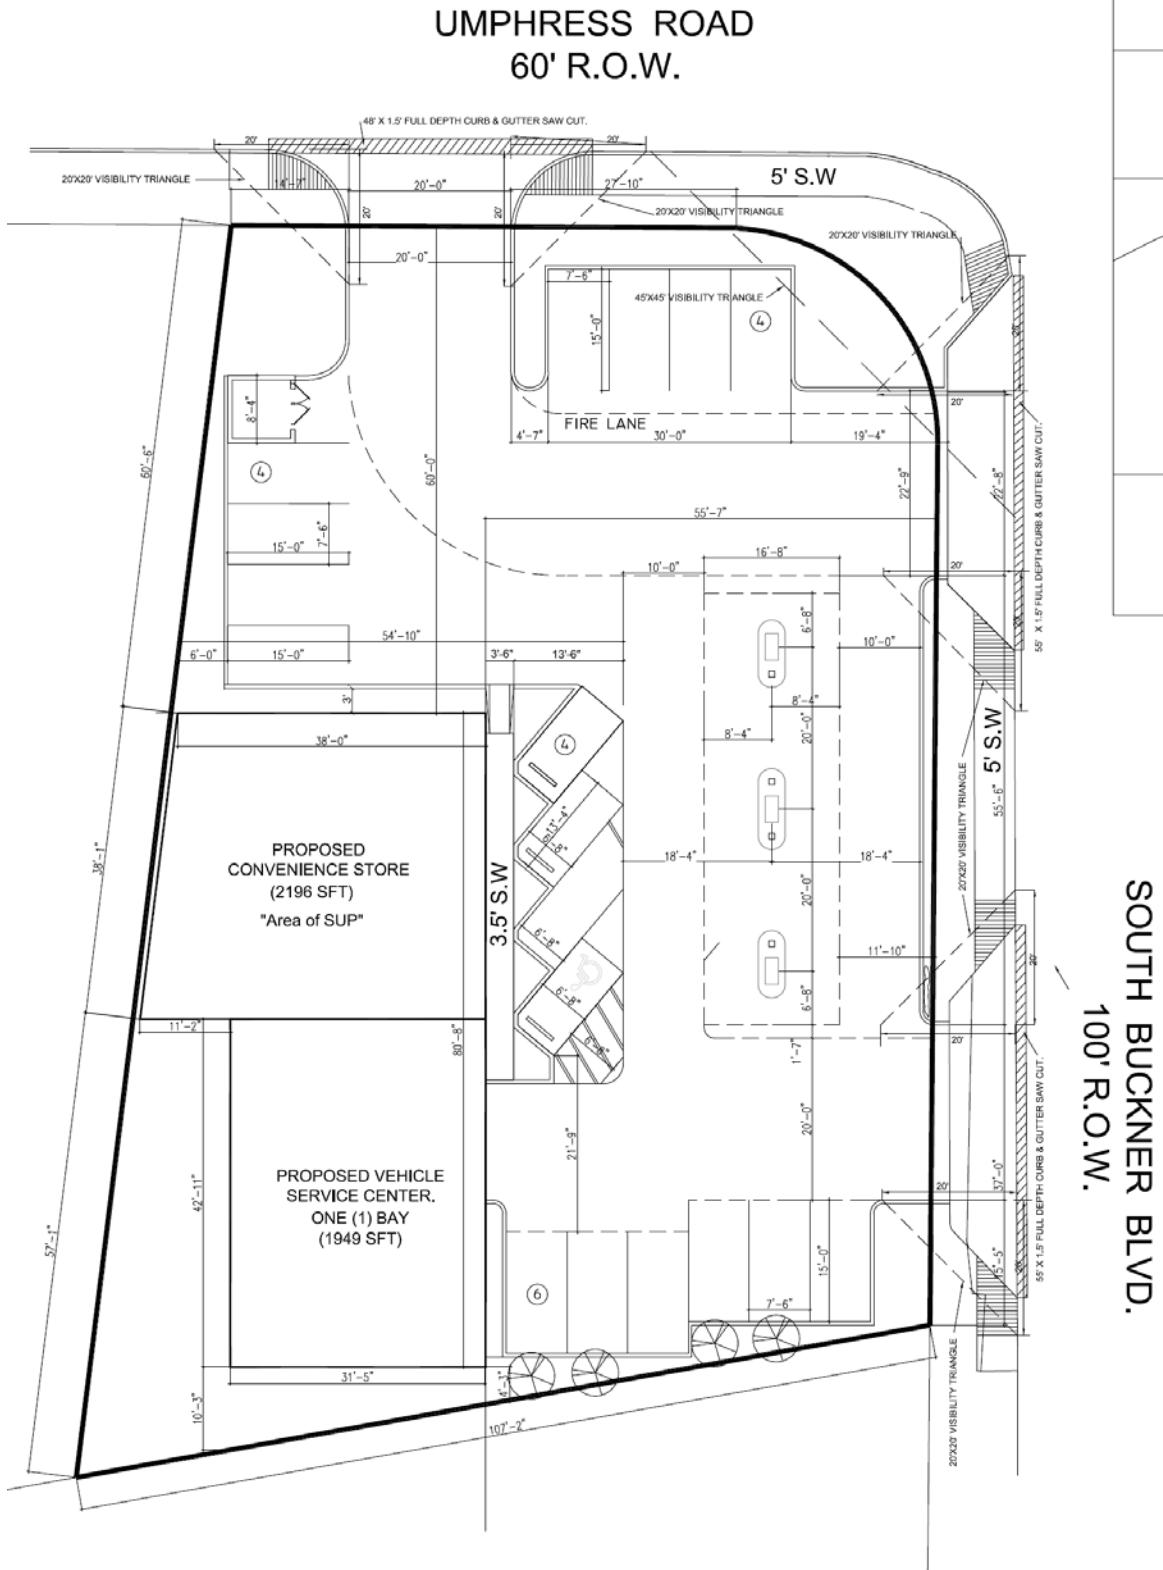 UMPHRESS ROAD
60' R.O.W.
48' X 1.5' FULL DEPTH CURB & GUTTER SAW CUT.
20'
20'
20'X20' VISIBILITY TRIANGLE
14'-7"
20'-0"
27'-10"
5' S.W
20'
20'
20'X20' VISIBILITY TRIANGLE
20'X20' VISIBILITY TRIANGLE
20'-0"
7'-6"
45'X45' VISIBILITY TRIANGLE
4
15'-0"
20'
20'
8'-4"
FIRE LANE
4'-7"
30'-0"
19'-4"
60'-6"
4
60'-0"
22'-9"
22'-8"
55' X 1.5' FULL DEPTH CURB & GUTTER SAW CUT.
55'-7"
7'-6"
15'-0"
16'-8"
10'-0"
20'
6'-8"
20'
54'-10"
10'-0"
6'-0"
15'-0"
3'-6"
13'-6"
3'
8'-4"
20'-0"
8'-4"
38'-0"
4
5' S.W
55'-6"
20'X20' VISIBILITY TRIANGLE
13'-4"
6'-8"
PROPOSED
CONVENIENCE STORE
(2196 SFT)
"Area of SUP"
38'-1"
3.5' S.W
18'-4"
18'-4"
20'-0"
6'-8"
11'-10"
20'
SOUTH BUCKNER BLVD.
100' R.O.W.
6'-8"
6'-8"
11'-2"
80'-8"
6'-8"
1'-7"
20'
55' X 1.5' FULL DEPTH CURB & GUTTER SAW CUT.
21'-9"
20'-0"
42'-11"
PROPOSED VEHICLE
SERVICE CENTER.
ONE (1) BAY
(1949 SFT)
20'
37'-0"
57'-1"
15'-0"
15'-5"
20'
6
7'-6"
31'-5"
10'-3"
107'-2"
20'X20' VISIBILITY TRIANGLE